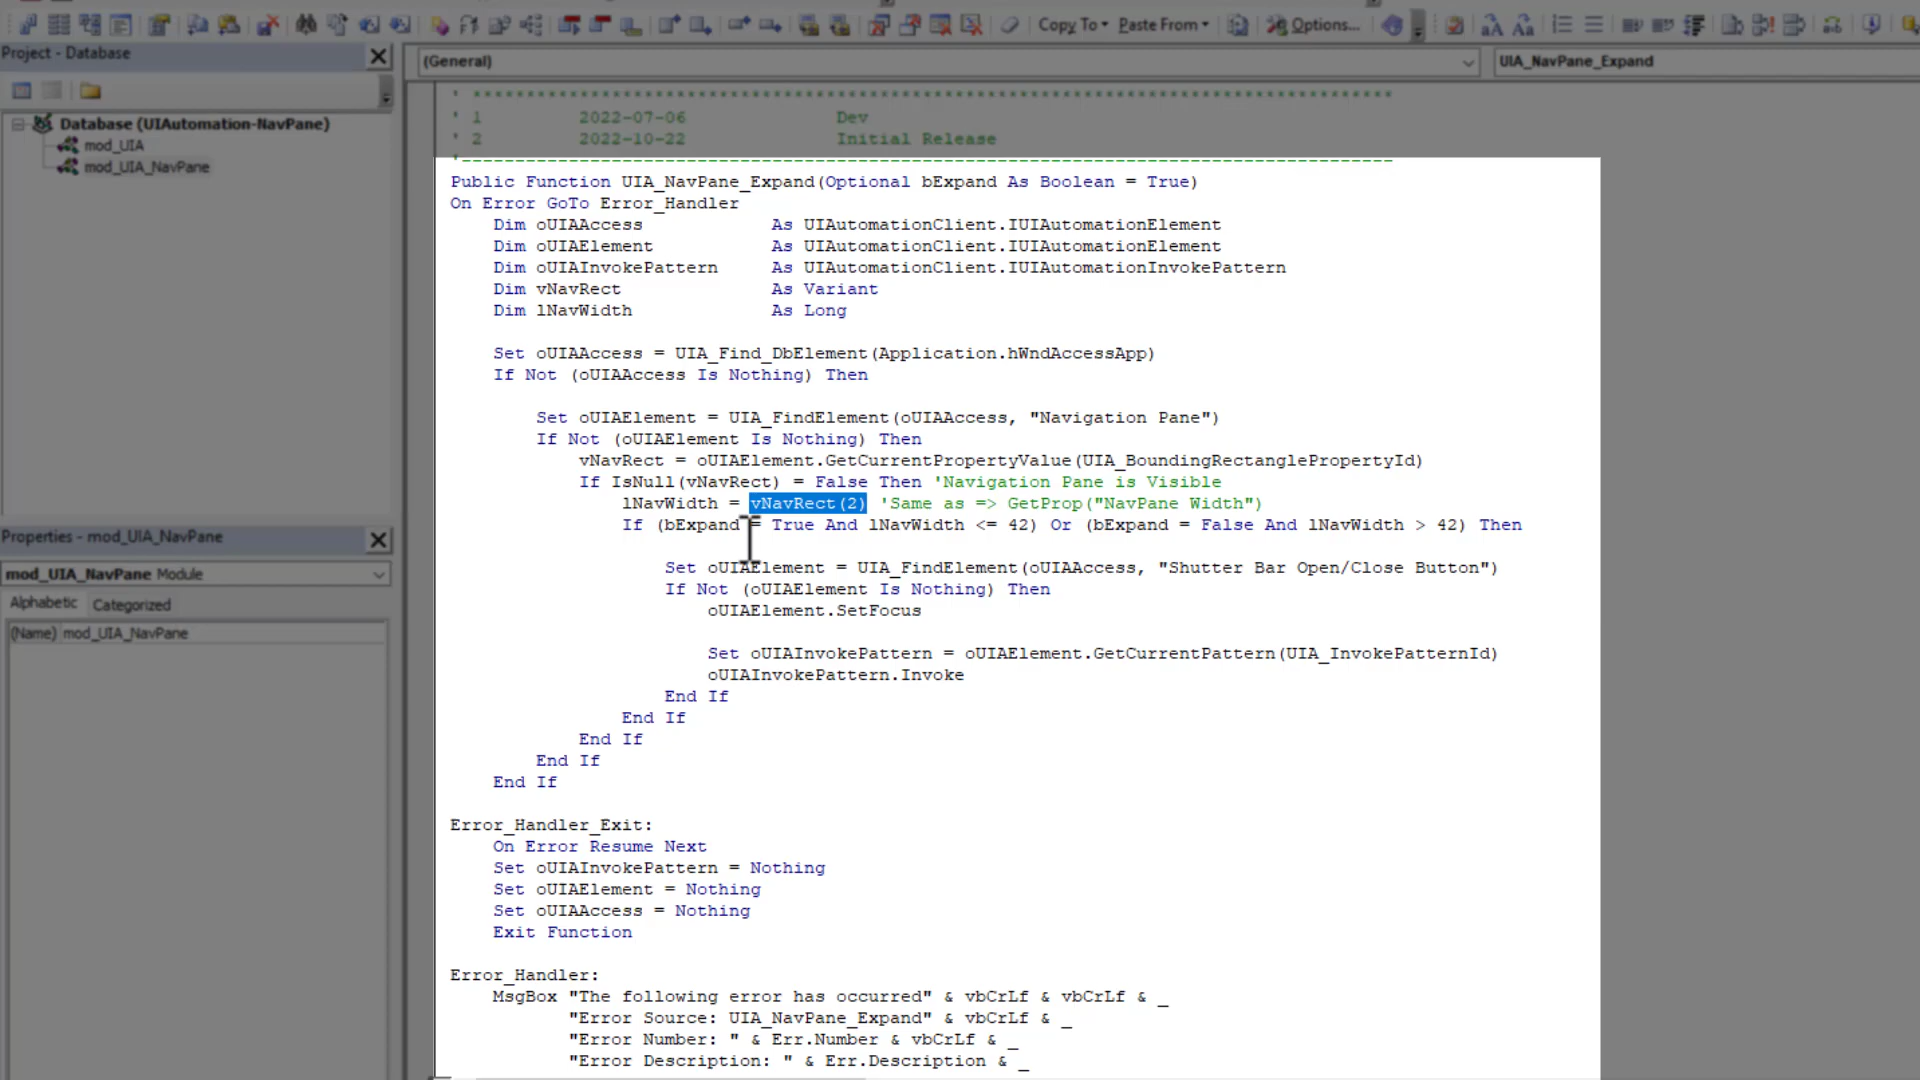 Copy To
Paste From
Options...
Project - Database
(General)
UIA_NavPane_Expand
Database (UIAutomation-NavPane)
mod_UIA
mod_UIA_NavPane
Properties - mod_UIA_NavPane
mod_UIA_NavPane Module
Alphabetic Categorized
(Name) mod_UIA_NavPane
' **************************************************************************************
' 1 2022-07-06 Dev
' 2 2022-10-22 Initial Release
'---------------------------------------------------------------------------------------
Public Function UIA_NavPane_Expand(Optional bExpand As Boolean = True)
On Error GoTo Error_Handler
Dim oUIAAccess As UIAutomationClient.IUIAutomationElement
Dim oUIAElement As UIAutomationClient.IUIAutomationElement
Dim oUIAInvokePattern As UIAutomationClient.IUIAutomationInvokePattern
Dim vNavRect As Variant
Dim lNavWidth As Long
Set oUIAAccess = UIA_Find_DbElement(Application.hWndAccessApp)
If Not (oUIAAccess Is Nothing) Then
Set oUIAElement = UIA_FindElement(oUIAAccess, "Navigation Pane")
If Not (oUIAElement Is Nothing) Then
vNavRect = oUIAElement.GetCurrentPropertyValue(UIA_BoundingRectanglePropertyId)
If IsNull(vNavRect) = False Then 'Navigation Pane is Visible
lNavWidth = vNavRect(2) 'Same as => GetProp("NavPane Width")
If (bExpand = True And lNavWidth <= 42) Or (bExpand = False And lNavWidth > 42) Then
Set oUIAElement = UIA_FindElement(oUIAAccess, "Shutter Bar Open/Close Button")
If Not (oUIAElement Is Nothing) Then
oUIAElement.SetFocus
Set oUIAInvokePattern = oUIAElement.GetCurrentPattern(UIA_InvokePatternId)
oUIAInvokePattern.Invoke
End If
End If
End If
End If
End If
Error_Handler_Exit:
On Error Resume Next
Set oUIAInvokePattern = Nothing
Set oUIAElement = Nothing
Set oUIAAccess = Nothing
Exit Function
Error_Handler:
MsgBox "The following error has occurred" & vbCrLf & vbCrLf & _
"Error Source: UIA_NavPane_Expand" & vbCrLf & _
"Error Number: " & Err.Number & vbCrLf & _
"Error Description: " & Err.Description & _